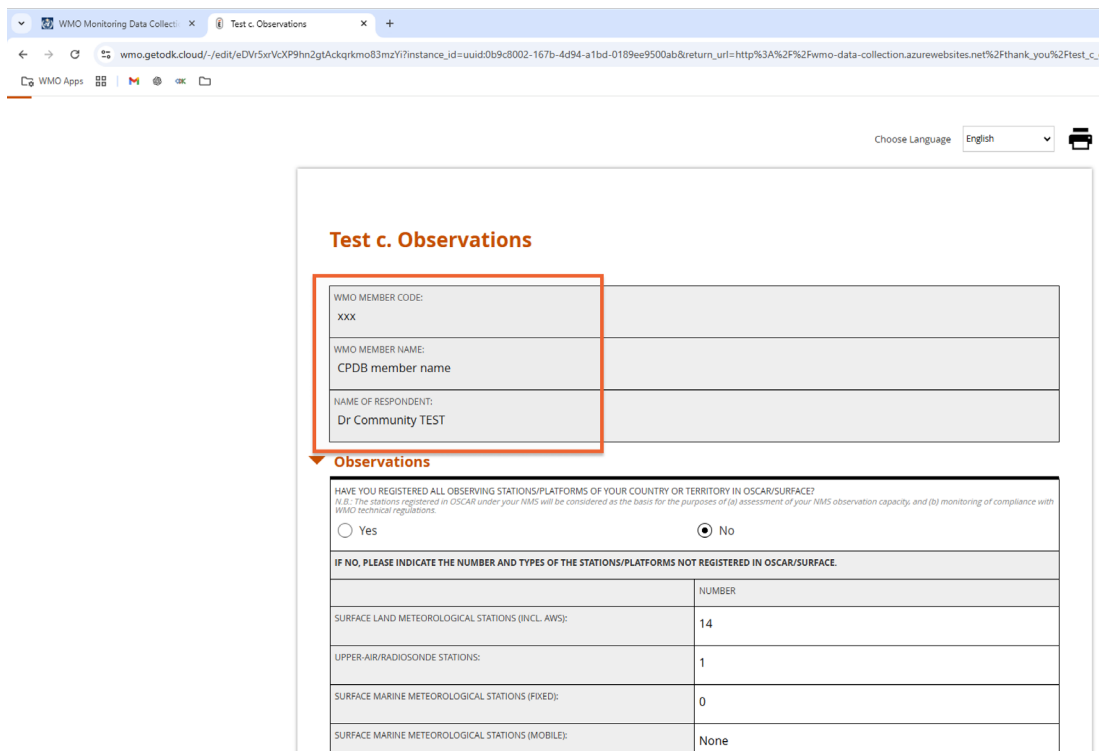 WMO Monitoring Data Collecti
Test c. Observations
wmo.getodk.cloud/-/edit/eDVr5xrVcXP9hn2gtAckqrkmo83mzYi?instance_id=uuid:0b9c8002-167b-4d94-a1bd-0189ee9500ab&return_url=http%3A%2F%2Fwmo-data-collection.azurewebsites.net%2Fthank_you%2Ftest_c_
WMO Apps
Choose Language English
Test c. Observations
WMO MEMBER CODE:
xxx
WMO MEMBER NAME:
CPDB member name
NAME OF RESPONDENT:
Dr Community TEST
Observations
HAVE YOU REGISTERED ALL OBSERVING STATIONS/PLATFORMS OF YOUR COUNTRY OR TERRITORY IN OSCAR/SURFACE?
N.B.: The stations registered in OSCAR under your NMS will be considered as the basis for the purposes of (a) assessment of your NMS observation capacity, and (b) monitoring of compliance with
WMO technical regulations.
Yes No
IF NO, PLEASE INDICATE THE NUMBER AND TYPES OF THE STATIONS/PLATFORMS NOT REGISTERED IN OSCAR/SURFACE.
NUMBER
SURFACE LAND METEOROLOGICAL STATIONS (INCL. AWS):
14
UPPER-AIR/RADIOSONDE STATIONS:
1
SURFACE MARINE METEOROLOGICAL STATIONS (FIXED):
0
SURFACE MARINE METEOROLOGICAL STATIONS (MOBILE):
None